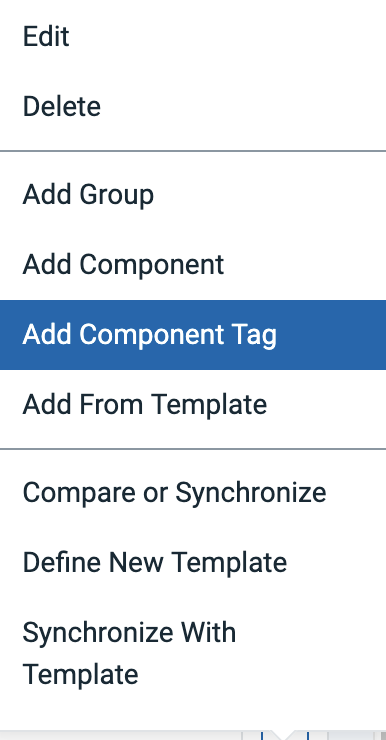 Edit
Delete
Add Group
Add Component
Add Component Tag
Add From Template
Compare or Synchronize
Define New Template
Synchronize With
Template